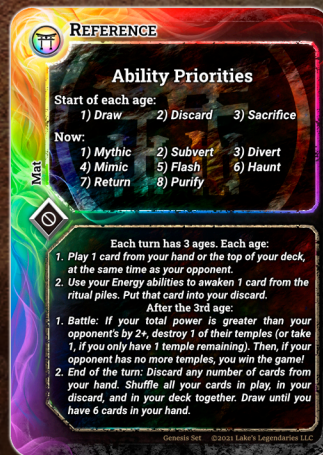 REFERENCE
Ability Priorities
Start of each age:
1) Draw 2) Discard 3) Sacrifice
Now:
1) Mythic 2) Subvert 3) Divert
4) Mimic 5) Flash 6) Haunt
7) Return 8) Purify
Mat
Each turn has 3 ages. Each age:
1. Play 1 card from your hand or the top of your deck,
at the same time as your opponent.
2. Use your Energy abilities to awaken 1 card from the
ritual piles. Put that card into your discard.
After the 3rd age:
1. Battle: If your total power is greater than your
opponent's by 2+, destroy 1 of their temples (or take
1, if you only have 1 temple remaining). Then, if your
opponent has no more temples, you win the game!
2. End of the turn: Discard any number of cards from
your hand. Shuffle all your cards in play, in your
discard, and in your deck together. Draw until you
have 6 cards in your hand.
Genesis Set ©2021 Lake's Legendaries LLC